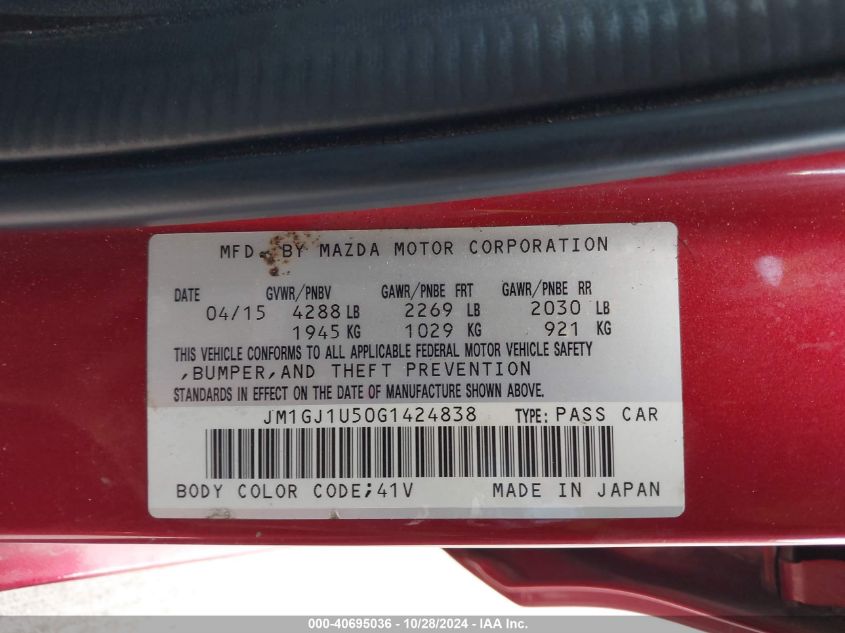 MFD. BY MAZDA MOTOR CORPORATION
DATE GVWR/PNBV GAWR/PNBE FRT GAWR/PNBE RR
04/15 4288 LB 2269 LB 2030 LB
1945 KG 1029 KG 921 KG
THIS VEHICLE CONFORMS TO ALL APPLICABLE FEDERAL MOTOR VEHICLE SAFETY
,BUMPER,AND THEFT PREVENTION
STANDARDS IN EFFECT ON THE DATE OF MANUFACTURE SHOWN ABOVE.
JM1GJ1U50G1424838 TYPE: PASS CAR
BODY COLOR CODE;41V MADE IN JAPAN
000-40695036 - 10/28/2024 - IAA Inc.